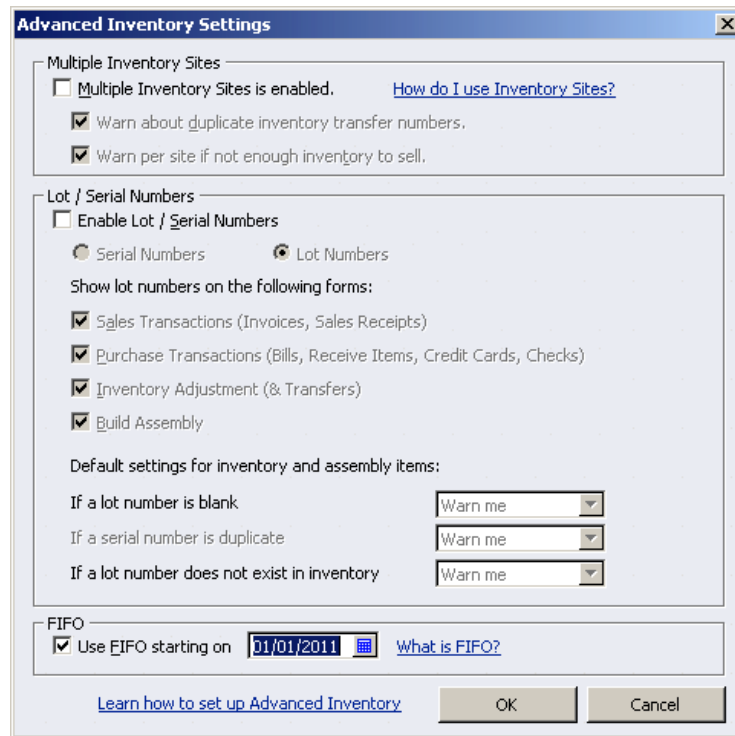 Advanced Inventory Settings
Multiple Inventory Sites
Multiple Inventory Sites is enabled. How do I use Inventory Sites?
Warn about duplicate inventory transfer numbers.
Warn per site if not enough inventory to sell.
Lot / Serial Numbers
Enable Lot / Serial Numbers
Serial Numbers Lot Numbers
Show lot numbers on the following forms:
Sales Transactions (Invoices, Sales Receipts)
Purchase Transactions (Bills, Receive Items, Credit Cards, Checks)
Inventory Adjustment (& Transfers)
Build Assembly
Default settings for inventory and assembly items:
If a lot number is blank Warn me
If a serial number is duplicate Warn me
If a lot number does not exist in inventory Warn me
FIFO
Use FIFO starting on 01/01/2011 What is FIFO?
Learn how to set up Advanced Inventory OK Cancel